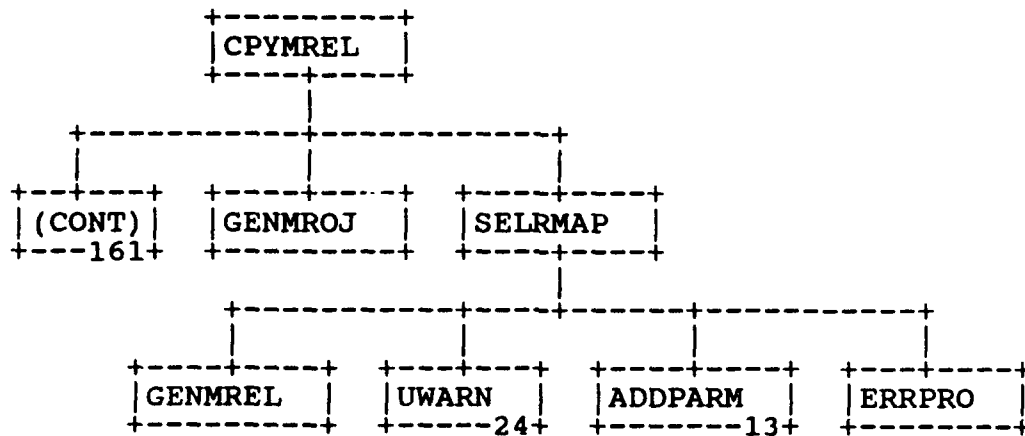 CPYMREL
(CONT) GENMROJ SELRMAP
161
GENMREL UWARN ADDPARM ERRPRO
24 13